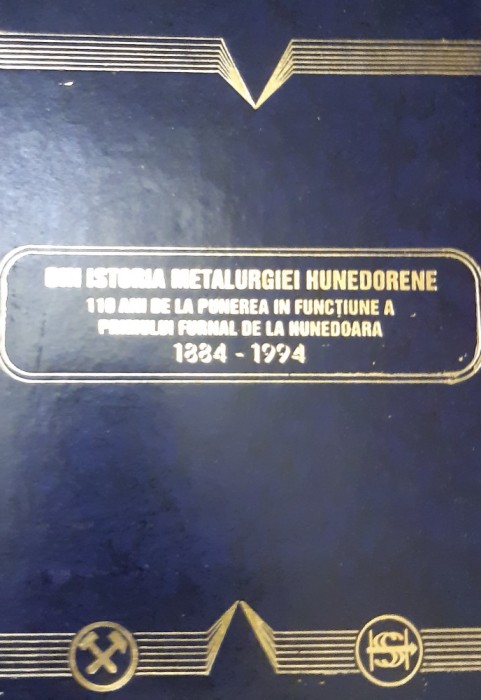 DIN ISTORIA METALURGIEI HUNEDORENE
110 ANI DE LA PUNEREA IN FUNCȚIUNE A
PRIMULUI FURNAL DE LA HUNEDOARA
1884 - 1994